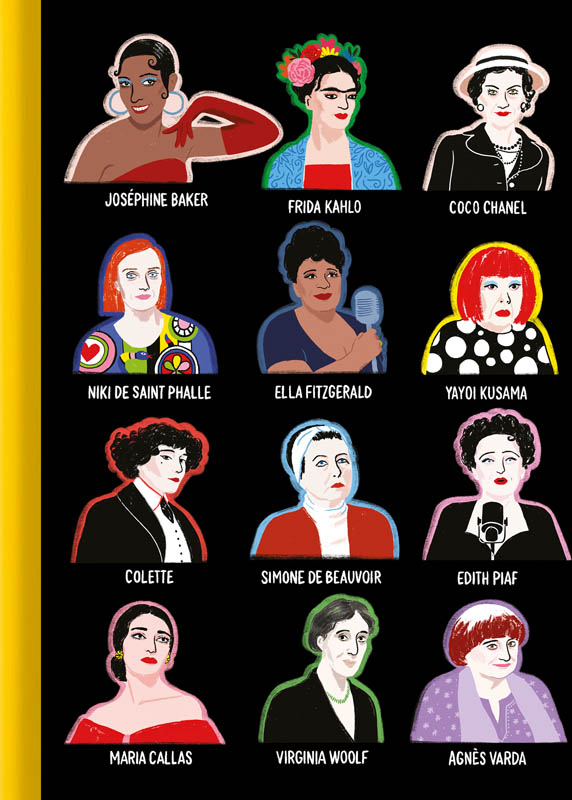 JOSÉPHINE BAKER
FRIDA KAHLO
COCO CHANEL
NIKI DE SAINT PHALLE
ELLA FITZGERALD
YAYOI KUSAMA
COLETTE
SIMONE DE BEAUVOIR
EDITH PIAF
MARIA CALLAS
VIRGINIA WOOLF
AGNÈS VARDA